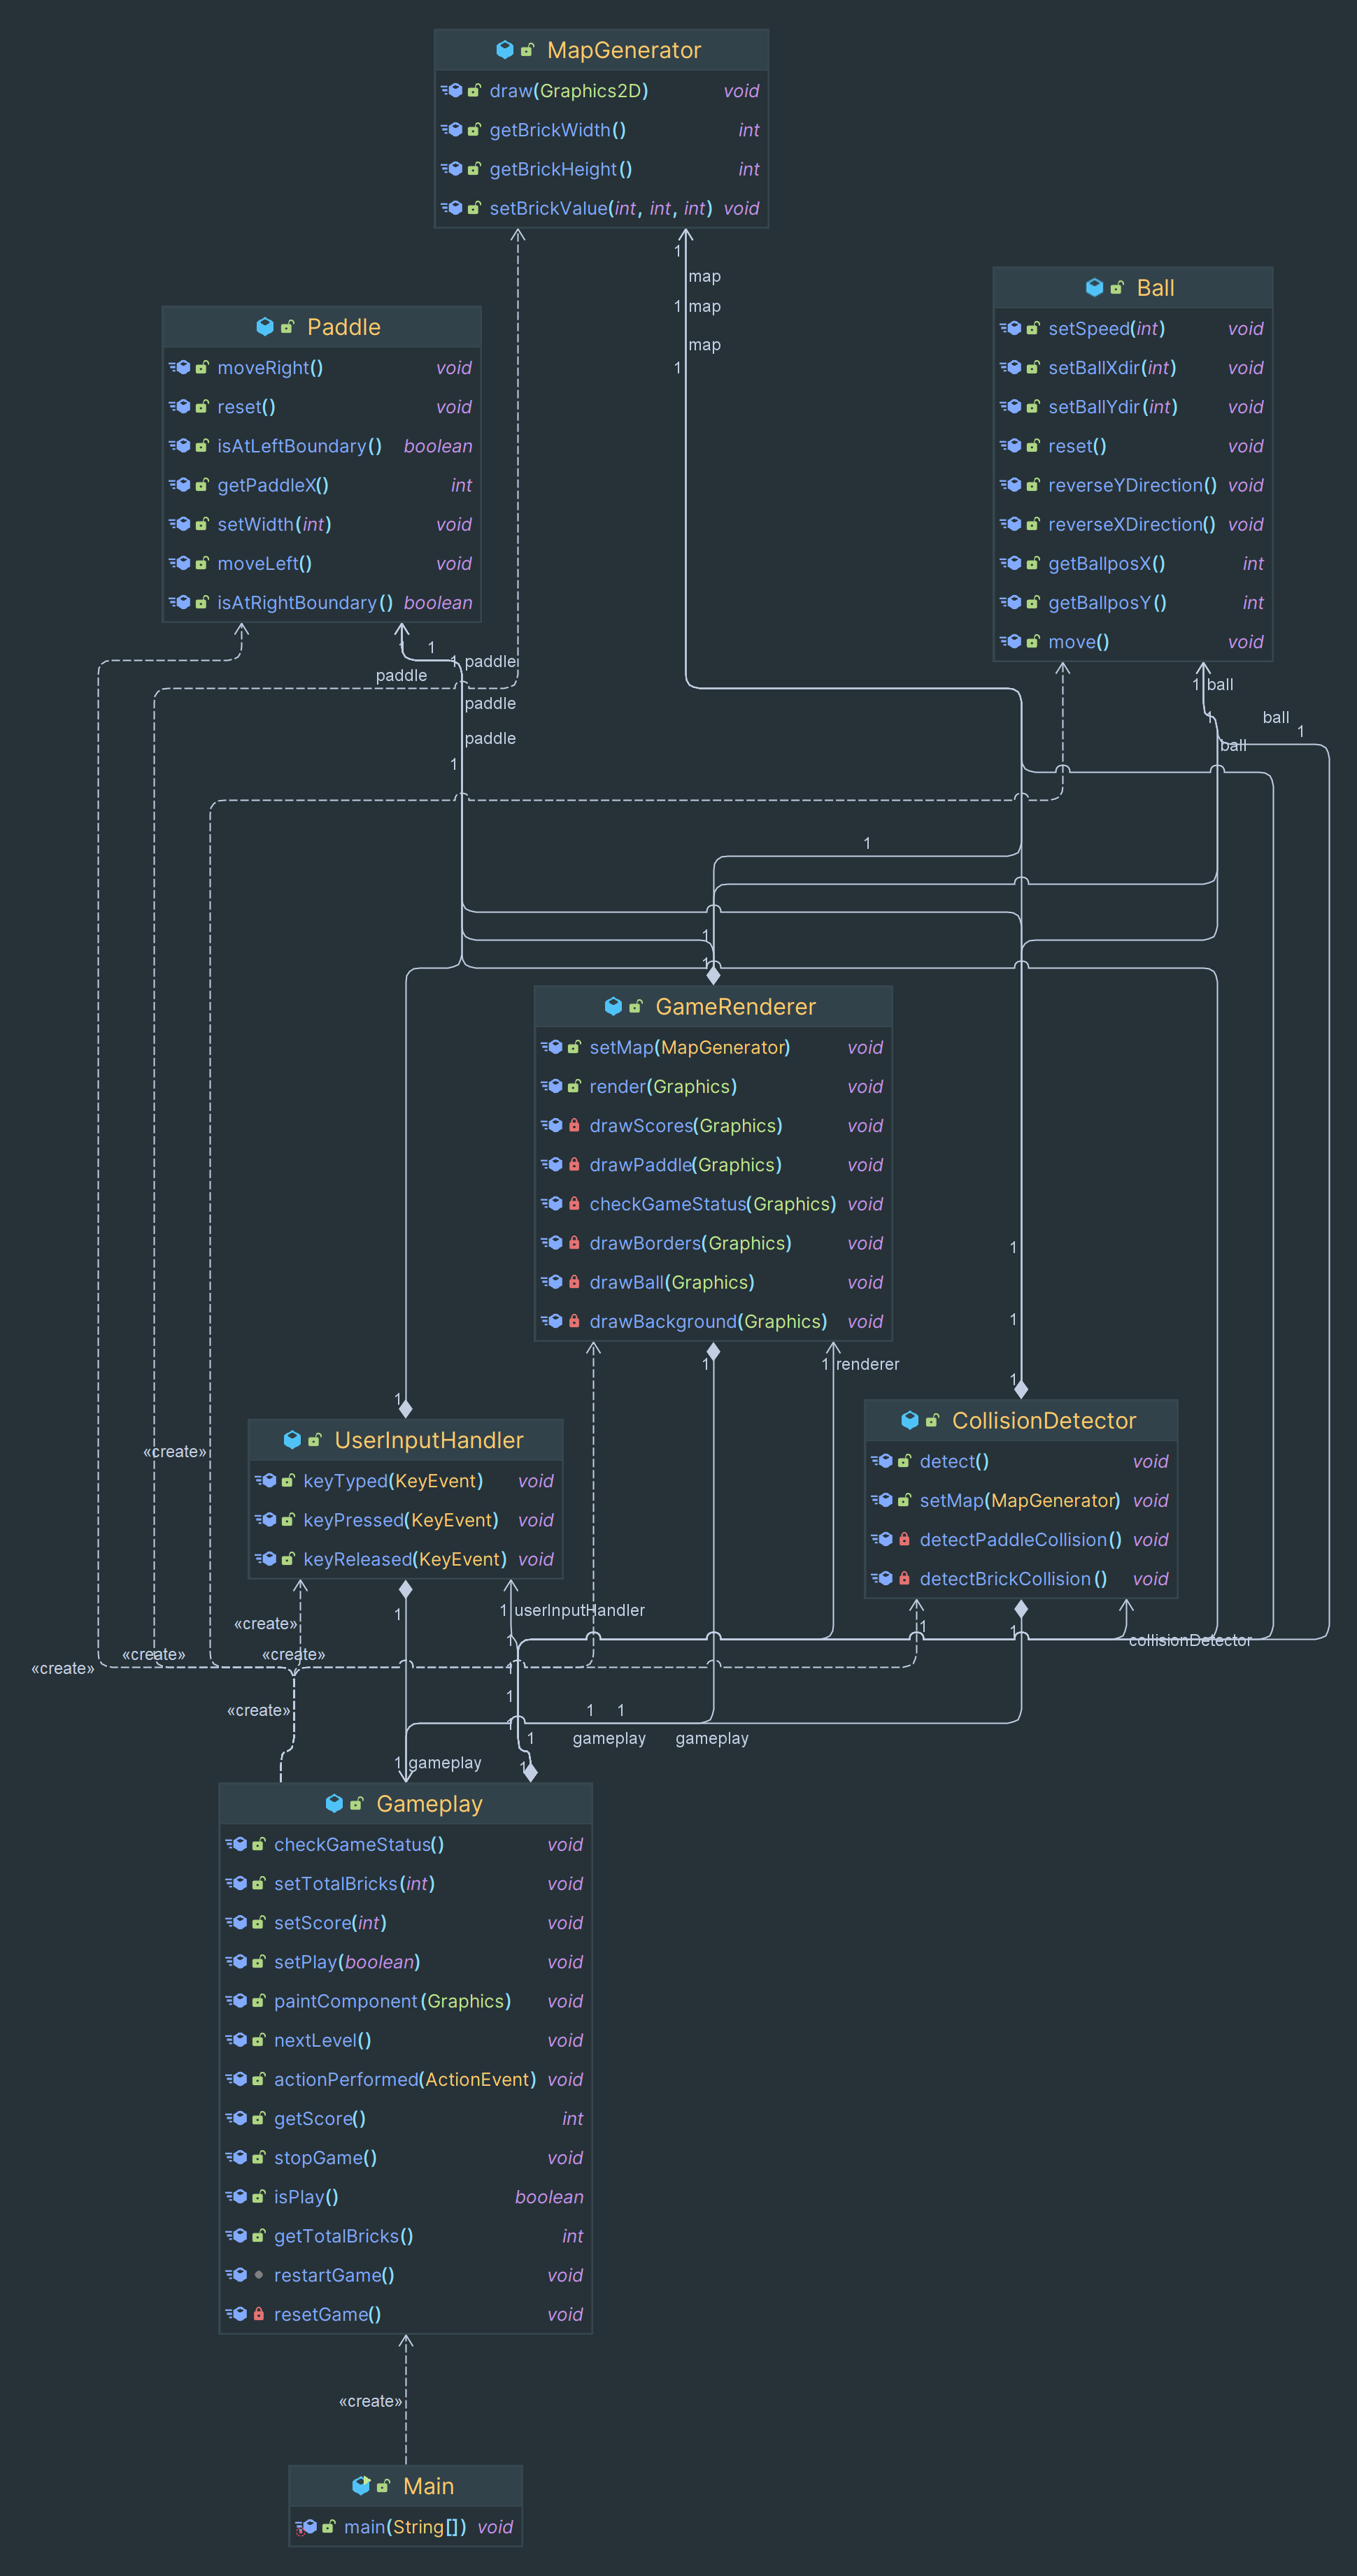 MapGenerator
draw(Graphics2D) void
getBrickWidth() int
getBrickHeight() int
setBrickValue(int, int, int) void
1
map
1 map
map
1
Ball
setSpeed(int) void
setBallXdir(int) void
setBallYdir(int) void
reset() void
reverseYDirection() void
reverseXDirection() void
getBallposX() int
getBallposY() int
move() void
Paddle
moveRight() void
reset() void
isAtLeftBoundary() boolean
getPaddleX() int
setWidth(int) void
moveLeft() void
isAtRightBoundary() boolean
1 1
1 paddle
paddle
paddle
paddle
1
1 ball
1 ball 1
ball
1
1
1
GameRenderer
setMap(MapGenerator) void
render(Graphics) void
drawScores(Graphics) void
drawPaddle(Graphics) void
checkGameStatus(Graphics) void
drawBorders(Graphics) void
drawBall(Graphics) void
drawBackground(Graphics) void
1
1
1
1 1 renderer
1
1
UserInputHandler
keyTyped(KeyEvent) void
keyPressed(KeyEvent) void
keyReleased(KeyEvent) void
CollisionDetector
detect() void
setMap(MapGenerator) void
detectPaddleCollision() void
detectBrickCollision() void
«create»
«create»
1 1 userInputHandler
1 1
1 collisionDetector
«create» «create» «create»
1
1
«create»
1 1 1
1
gameplay gameplay
1 gameplay
1
Gameplay
checkGameStatus() void
setTotalBricks(int) void
setScore(int) void
setPlay(boolean) void
paintComponent(Graphics) void
nextLevel() void
actionPerformed(ActionEvent) void
getScore() int
stopGame() void
isPlay() boolean
getTotalBricks() int
restartGame() void
resetGame() void
«create»
Main
main(String[]) void